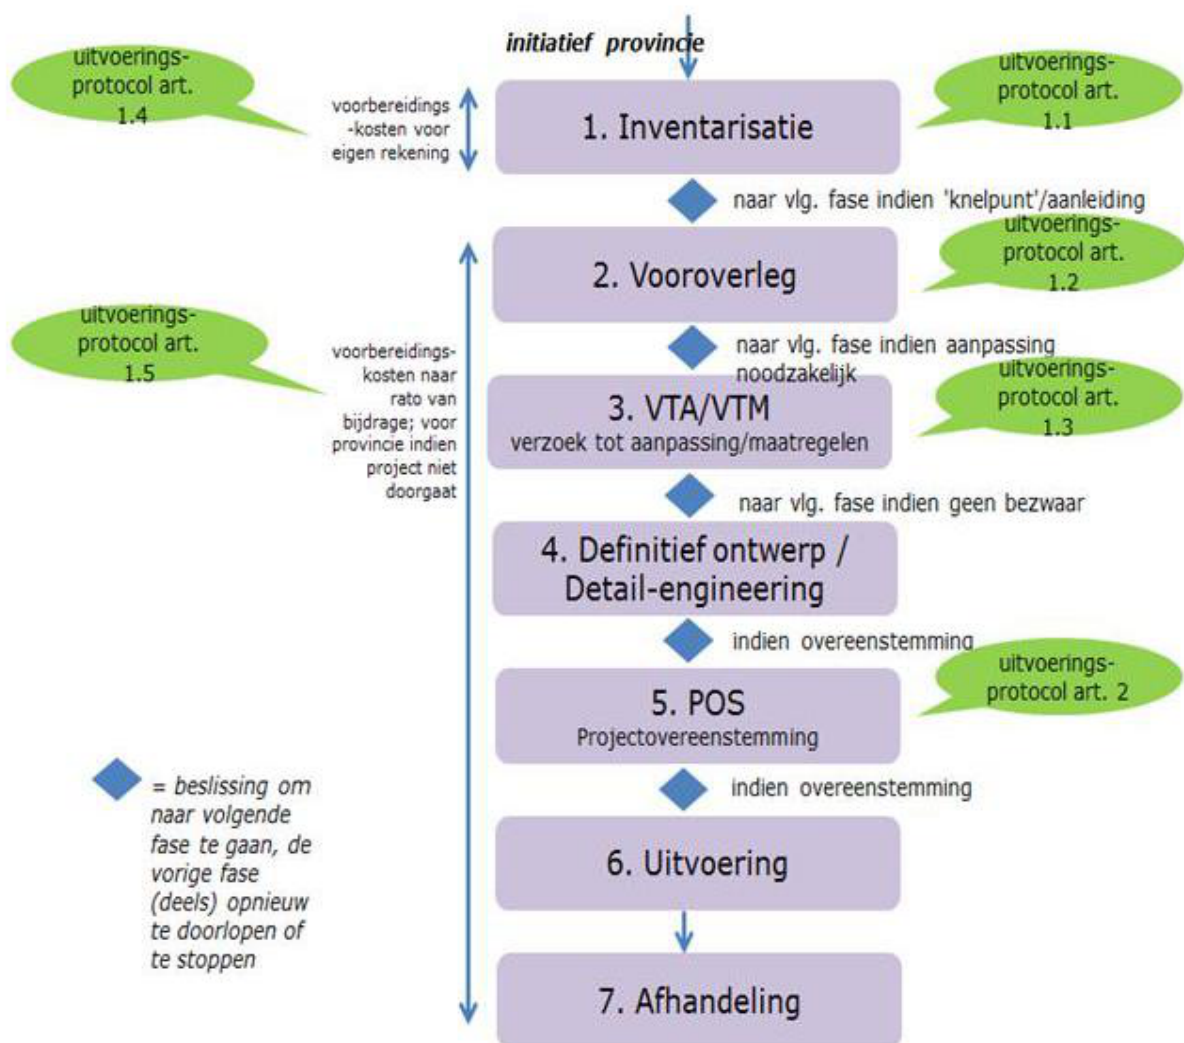 initiatief provincie
uitvoerings-
protocol art.
1.4
voorbereidings
-kosten voor
eigen rekening
1. Inventarisatie
uitvoerings-
protocol art.
1.1
naar vlg. fase indien 'knelpunt'/aanleiding
2. Vooroverleg
uitvoerings-
protocol art.
1.2
naar vlg. fase indien aanpassing
noodzakelijk
uitvoerings-
protocol art.
1.5
voorbereidings-
kosten naar
rato van
bijdrage; voor
provincie indien
project niet
doorgaat
3. VTA/VTM
verzoek tot aanpassing/maatregelen
uitvoerings-
protocol art.
1.3
naar vlg. fase indien geen bezwaar
4. Definitief ontwerp /
Detail-engineering
indien overeenstemming
5. POS
Projectovereenstemming
uitvoerings-
protocol art. 2
indien overeenstemming
= beslissing om
naar volgende
fase te gaan, de
vorige fase
(deels) opnieuw
te doorlopen of
te stoppen
6. Uitvoering
7. Afhandeling